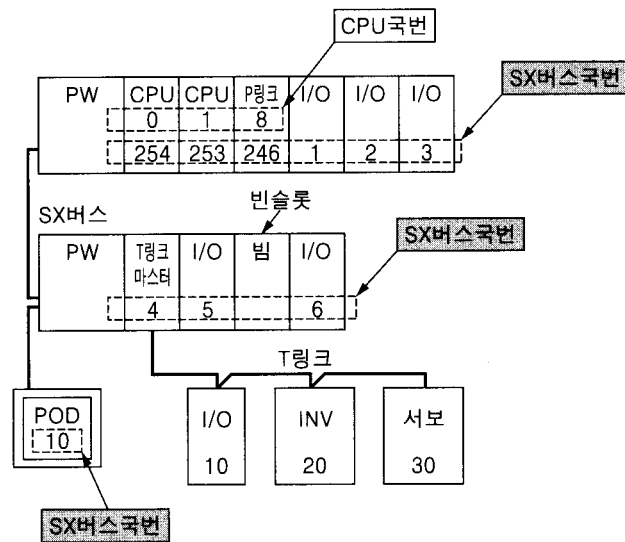 CPU국번
PW CPU CPU P링크 I/O I/O I/O
0 1 8
SX버스국번
254 253 246 1 2 3
SX버스
빈슬롯
PW T링크 마스터 I/O 빔 I/O
SX버스국번
4 5 6
T링크
POD
10
I/O
10
INV
20
서보
30
SX버스국번